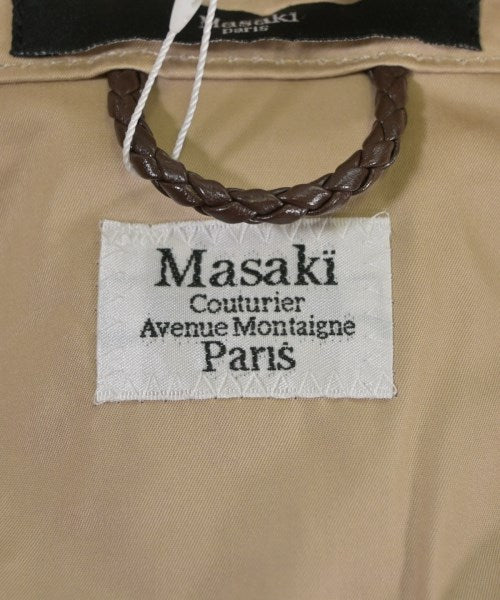 Masakï
paris
Masakï
Couturier
Avenue Montaigne
Paris